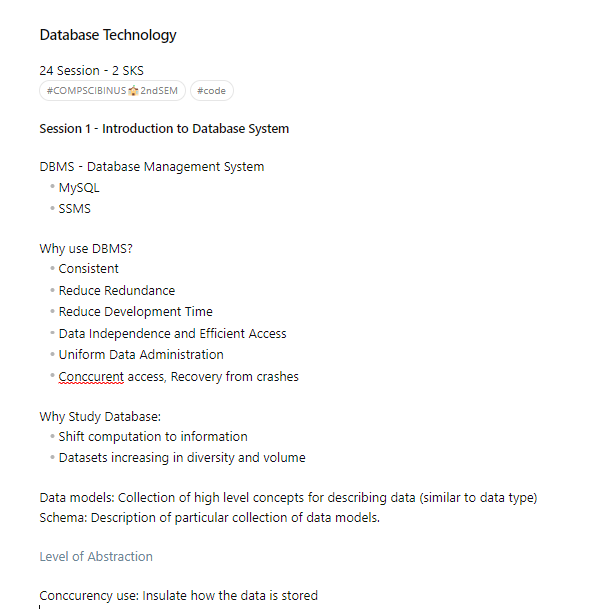 Database Technology
24 Session - 2 SKS
#COMPSCIBINUS🏠2ndSEM #code
Session 1 - Introduction to Database System
DBMS - Database Management System
• MySQL
• SSMS
Why use DBMS?
• Consistent
• Reduce Redundance
• Reduce Development Time
• Data Independence and Efficient Access
• Uniform Data Administration
• Conccurent access, Recovery from crashes
Why Study Database:
• Shift computation to information
• Datasets increasing in diversity and volume
Data models: Collection of high level concepts for describing data (similar to data type)
Schema: Description of particular collection of data models.
Level of Abstraction
Conccurency use: Insulate how the data is stored